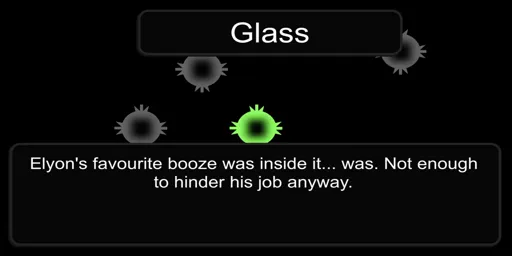 Glass
Elyon's favourite booze was inside it... was. Not enough
to hinder his job anyway.